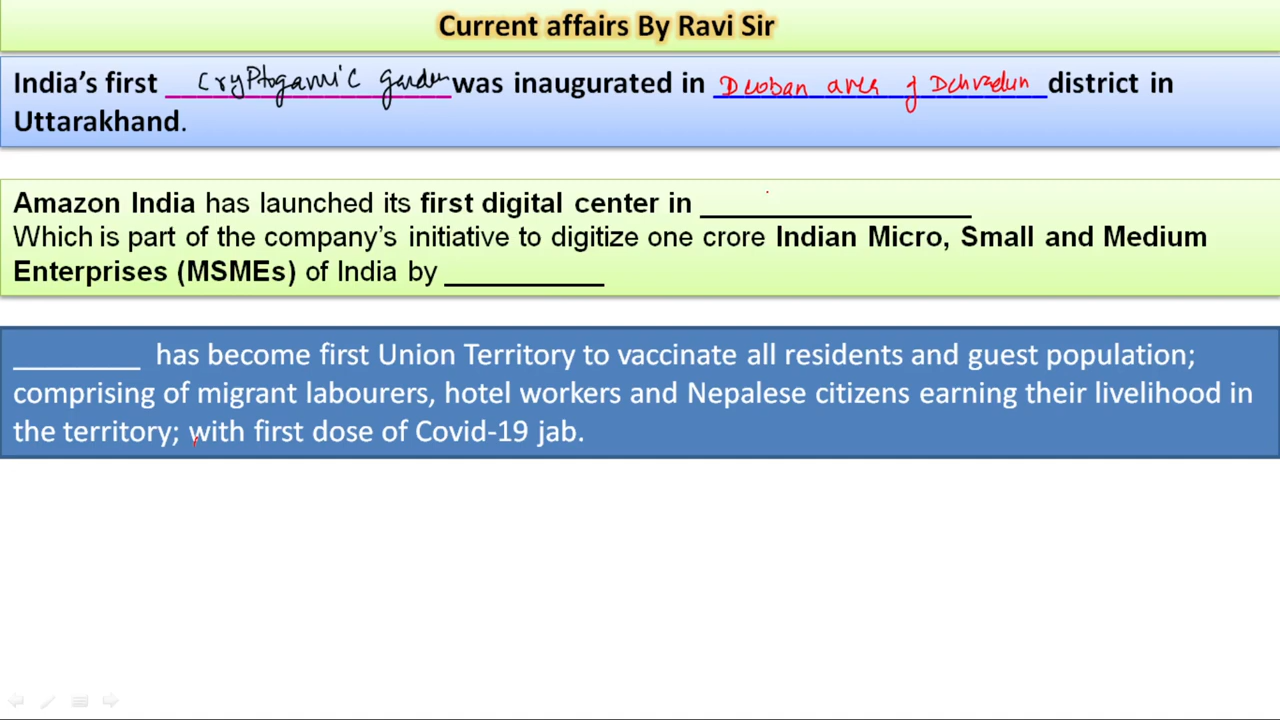 Current affairs By Ravi Sir
India's first cryptogamic garden was inaugurated in Deoban area of Dehradun district in
Uttarakhand.
Amazon India has launched its first digital center in ____________
Which is part of the company's initiative to digitize one crore Indian Micro, Small and Medium
Enterprises (MSMEs) of India by ____________
____________ has become first Union Territory to vaccinate all residents and guest population;
comprising of migrant labourers, hotel workers and Nepalese citizens earning their livelihood in
the territory; with first dose of Covid-19 jab.